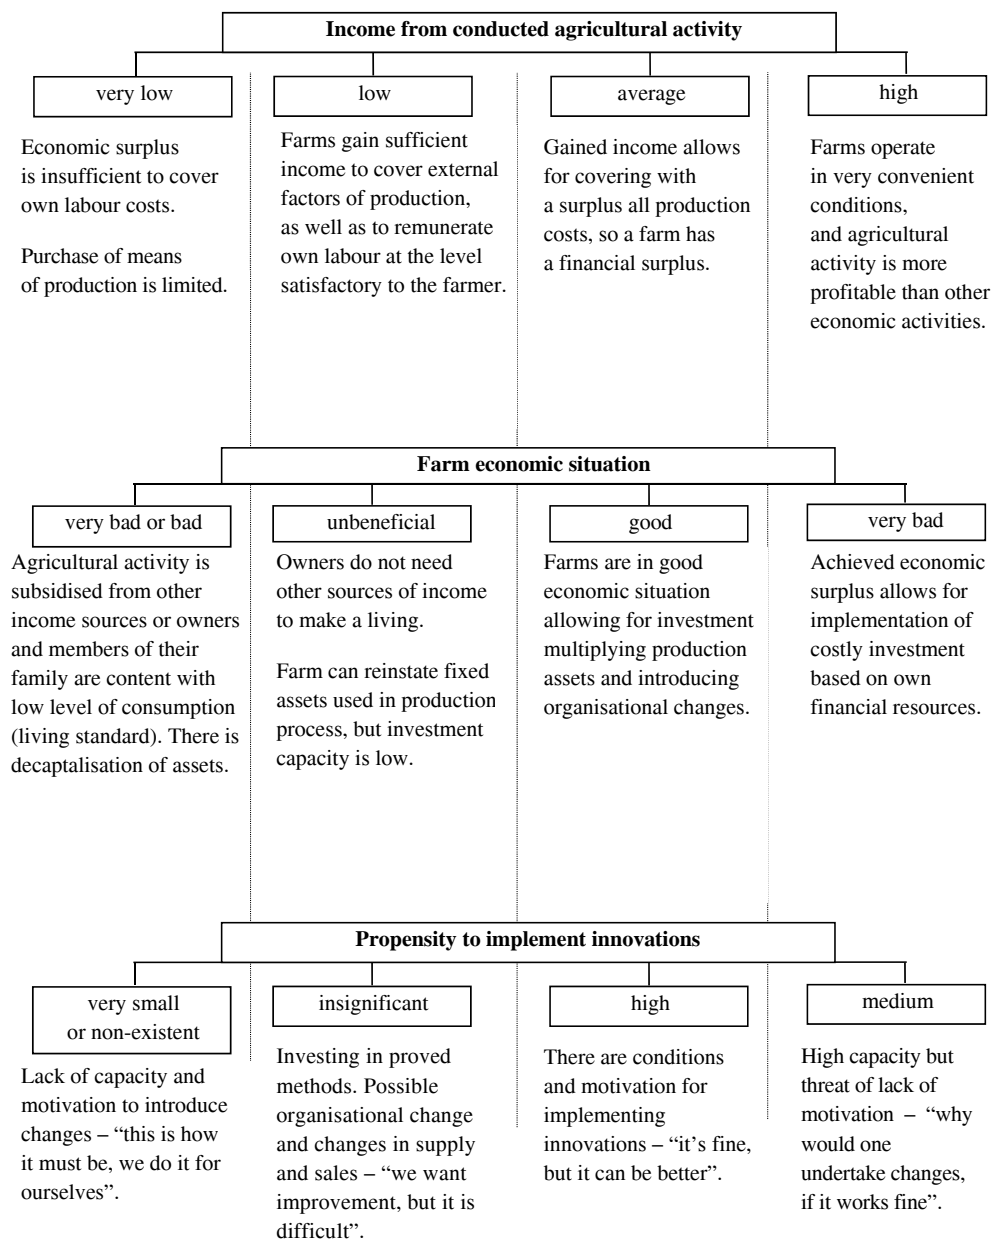 Income from conducted agricultural activity
very low
Economic surplus
is insufficient to cover
own labour costs.
Purchase of means
of production is limited.
low
Farms gain sufficient
income to cover external
factors of production,
as well as to remunerate
own labour at the level
satisfactory to the farmer.
average
Gained income allows
for covering with
a surplus all production
costs, so a farm has
a financial surplus.
high
Farms operate
in very convenient
conditions,
and agricultural
activity is more
profitable than other
economic activities.
Farm economic situation
very bad or bad
Agricultural activity is
subsidised from other
income sources or owners
and members of their
family are content with
low level of consumption
(living standard). There is
decaptalisation of assets.
unbeneficial
Owners do not need
other sources of income
to make a living.
Farm can reinstate fixed
assets used in production
process, but investment
capacity is low.
good
Farms are in good
economic situation
allowing for investment
multiplying production
assets and introducing
organisational changes.
very bad
Achieved economic
surplus allows for
implementation of
costly investment
based on own
financial resources.
Propensity to implement innovations
very small
or non-existent
Lack of capacity and
motivation to introduce
changes – “this is how
it must be, we do it for
ourselves”.
insignificant
Investing in proved
methods. Possible
organisational change
and changes in supply
and sales – “we want
improvement, but it is
difficult”.
high
There are conditions
and motivation for
implementing
innovations – “it’s fine,
but it can be better”.
medium
High capacity but
threat of lack of
motivation – “why
would one
undertake changes,
if it works fine”.